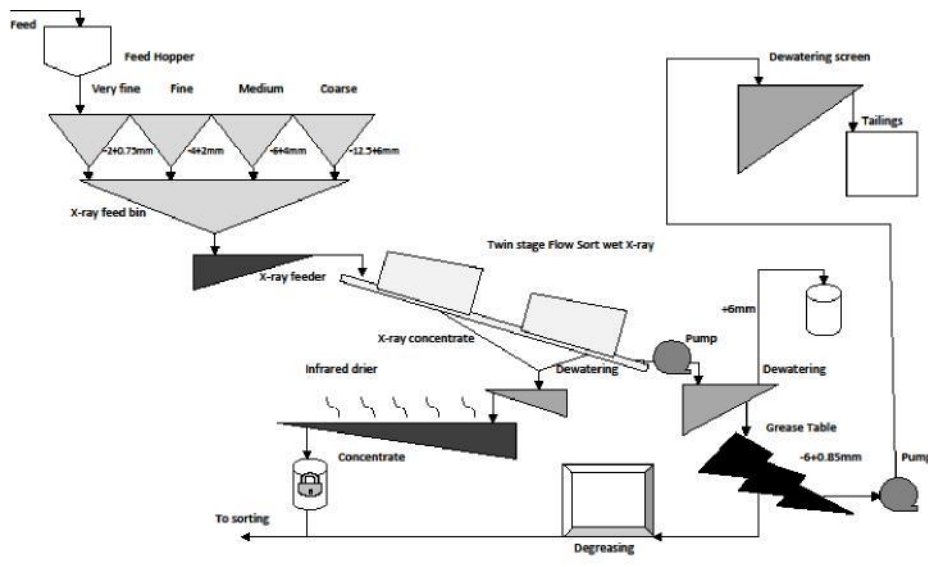 Feed
Feed Hopper
Very fine
Fine
Medium
Coarse
-2+0.75mm
-4+2mm
-6+4mm
-12.5+6mm
X-ray feed bin
X-ray feeder
Twin stage Flow Sort wet X-ray
X-ray concentrate
Dewatering screen
Tailings
+6mm
Pump
Infrared drier
Dewatering
Dewatering
Grease Table
-6+0.85mm
Concentrate
Pump
To sorting
Degreasing